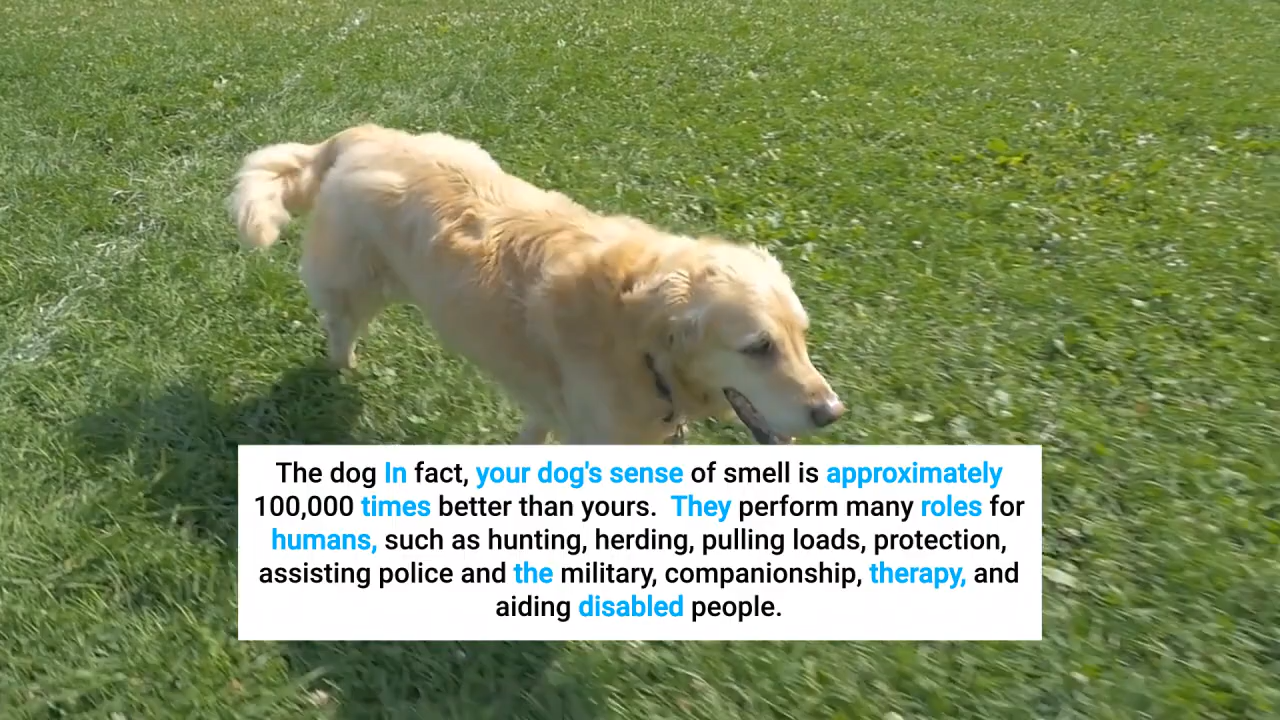 The dog In fact, your dog's sense of smell is approximately
100,000 times better than yours.  They perform many roles for
humans, such as hunting, herding, pulling loads, protection,
assisting police and the military, companionship, therapy, and
aiding disabled people.